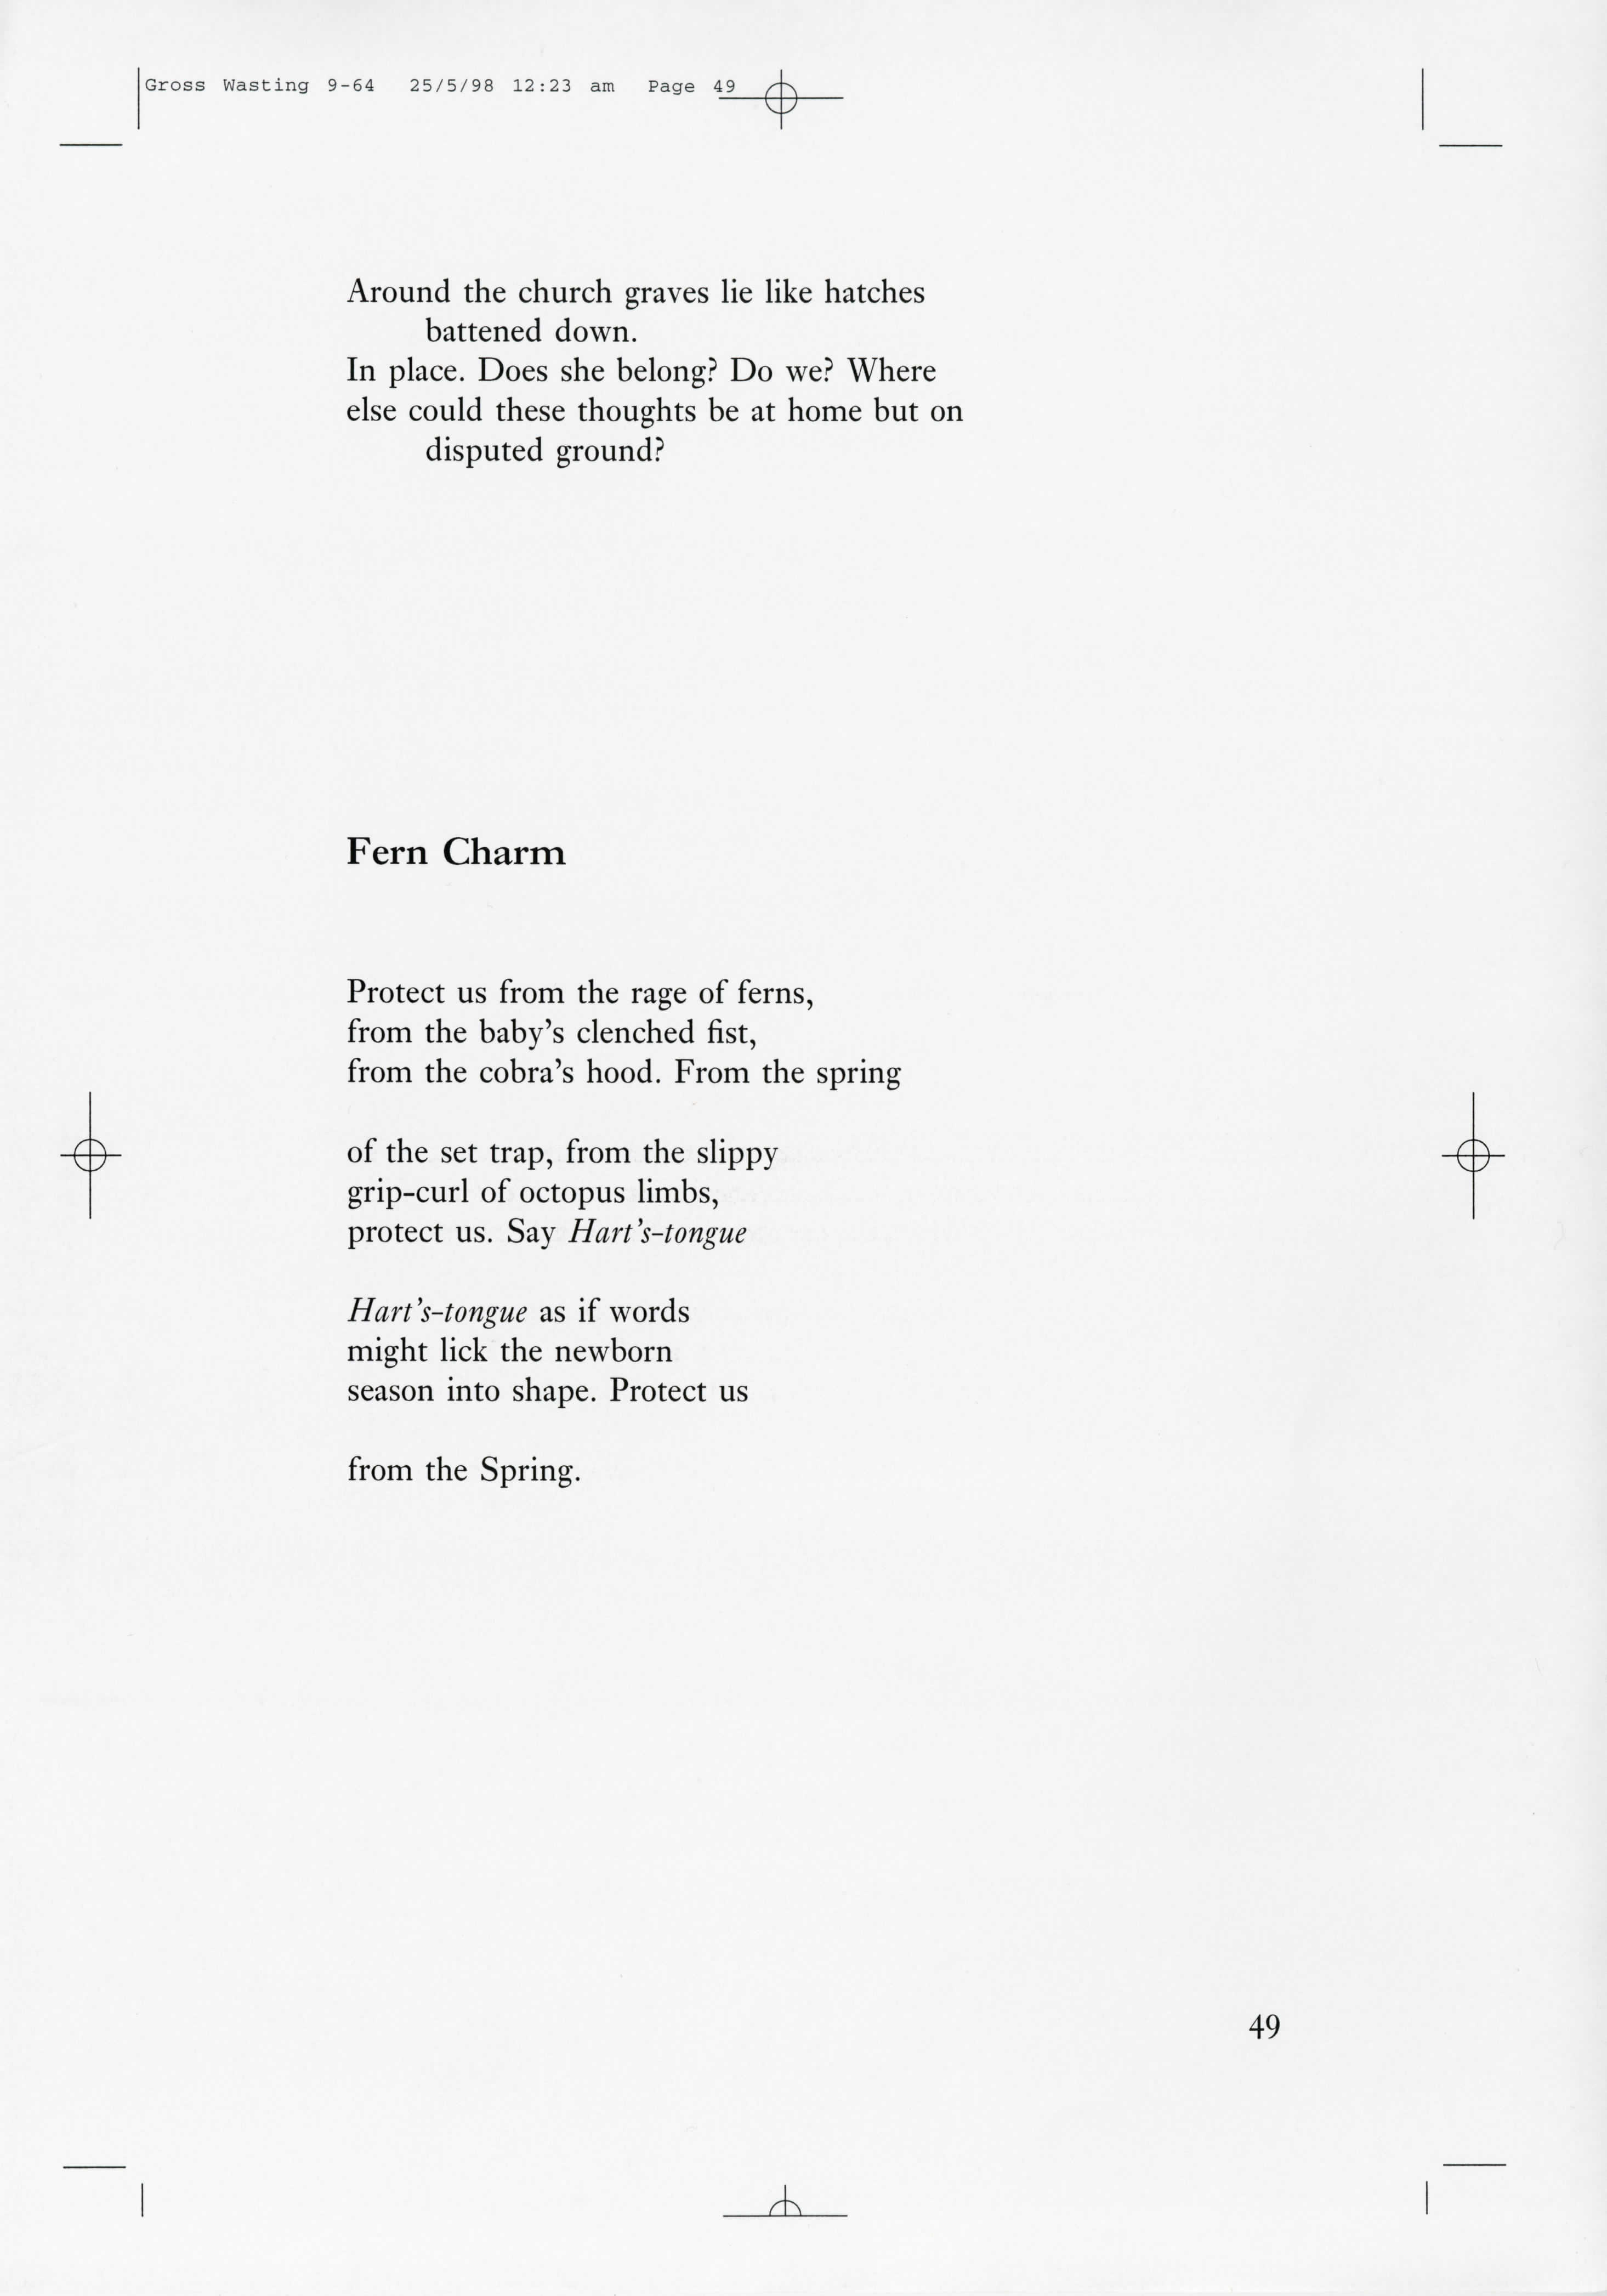 Gross Wasting 9-64 25/5/98 12:23 am Page 49
Around the church graves lie like hatches
battened down.
In place. Does she belong? Do we? Where
else could these thoughts be at home but on
disputed ground?
Fern Charm
Protect us from the rage of ferns,
from the baby’s clenched fist,
from the cobra’s hood. From the spring
of the set trap, from the slippy
grip-curl of octopus limbs,
protect us. Say Hart’s-tongue
Hart’s-tongue as if words
might lick the newborn
season into shape. Protect us
from the Spring.
49